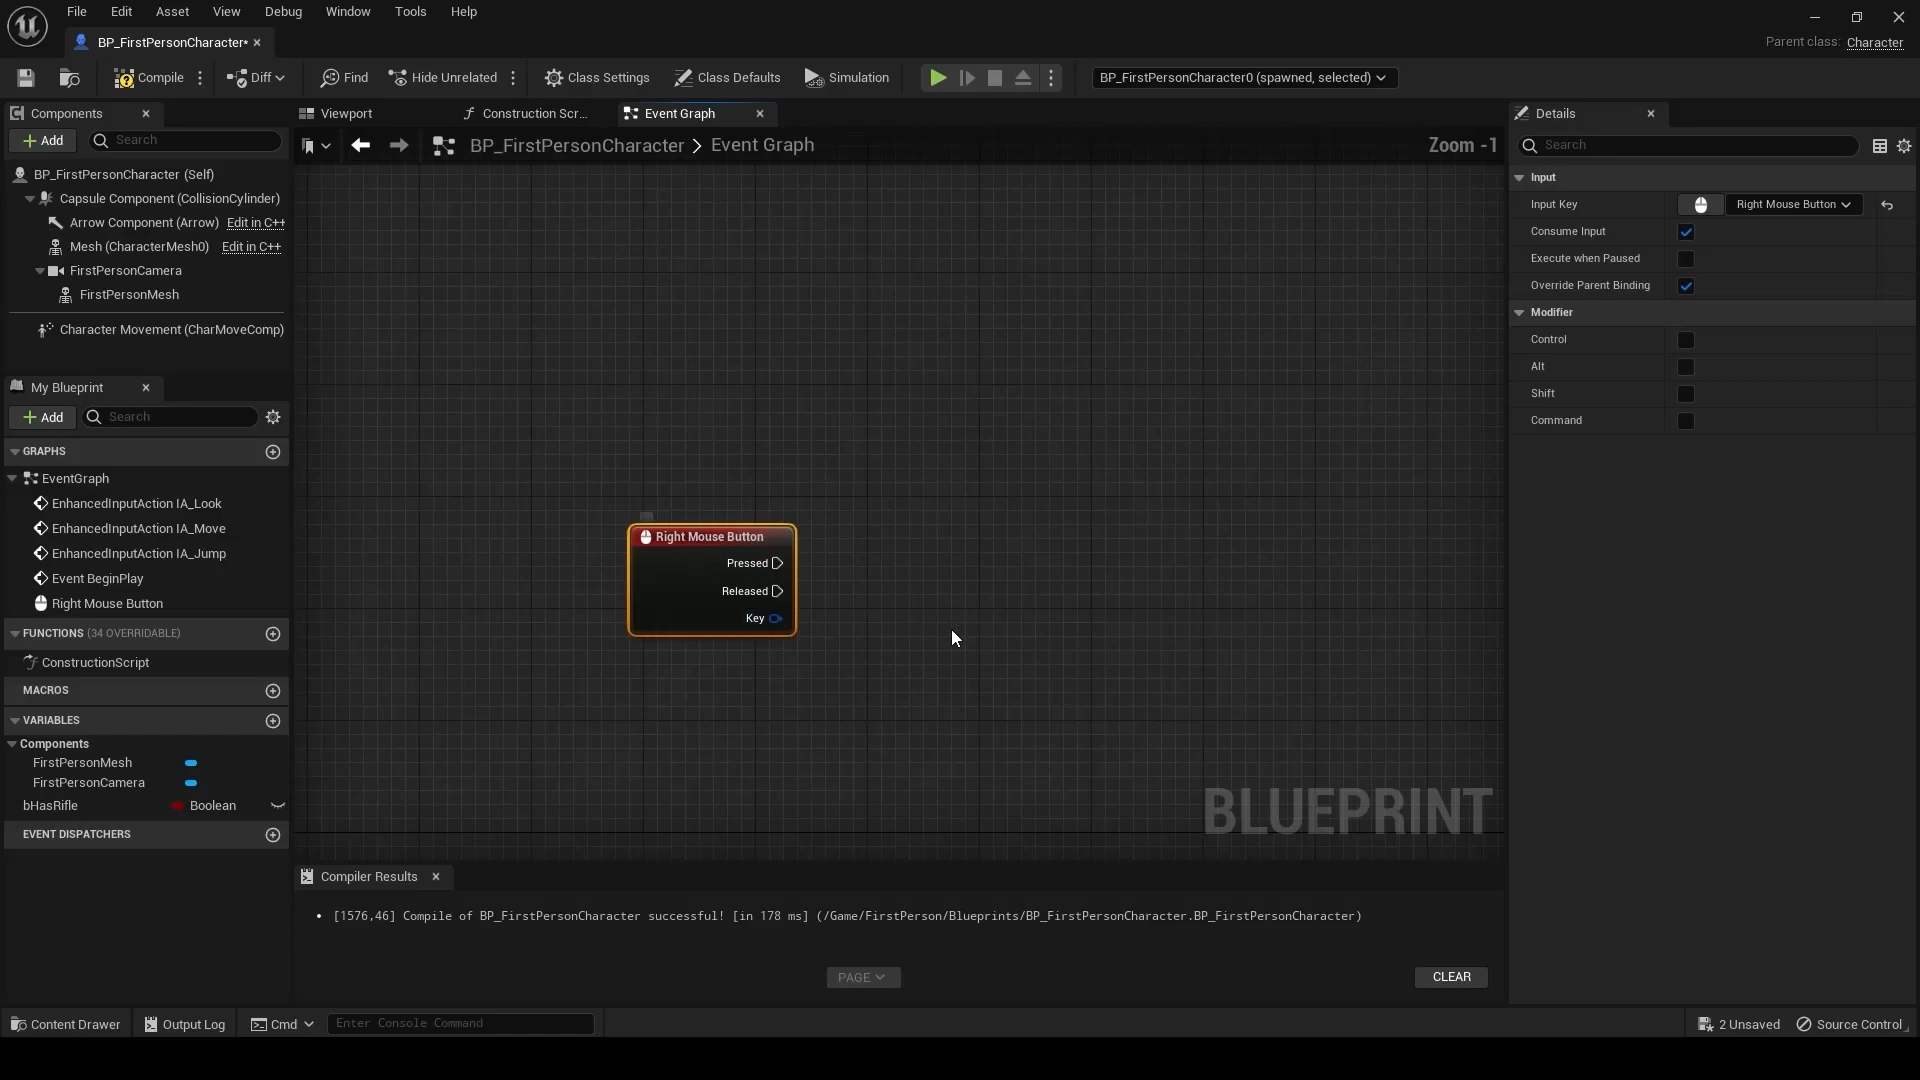 File Edit Asset View Debug Window Tools Help
BP_FirstPersonCharacter*
Parent class: Character
Compile Diff Find Hide Unrelated Class Settings Class Defaults Simulation BP_FirstPersonCharacter0 (spawned, selected)
Components
Add Search
BP_FirstPersonCharacter (Self)
Capsule Component (CollisionCylinder)
Arrow Component (Arrow) Edit in C++
Mesh (CharacterMesh0) Edit in C++
FirstPersonCamera
FirstPersonMesh
Character Movement (CharMoveComp)
My Blueprint
Add Search
GRAPHS
EventGraph
EnhancedInputAction IA_Look
EnhancedInputAction IA_Move
EnhancedInputAction IA_Jump
Event BeginPlay
Right Mouse Button
FUNCTIONS (34 OVERRIDABLE)
ConstructionScript
MACROS
VARIABLES
Components
FirstPersonMesh
FirstPersonCamera
bHasRifle Boolean
EVENT DISPATCHERS
Viewport Construction Scr... Event Graph
BP_FirstPersonCharacter > Event Graph Zoom -1
Right Mouse Button
Pressed
Released
Key
BLUEPRINT
Compiler Results
• [1576,46] Compile of BP_FirstPersonCharacter successful! [in 178 ms] (/Game/FirstPerson/Blueprints/BP_FirstPersonCharacter.BP_FirstPersonCharacter)
PAGE CLEAR
Details
Search
Input
Input Key Right Mouse Button
Consume Input
Execute when Paused
Override Parent Binding
Modifier
Control
Alt
Shift
Command
Content Drawer Output Log Cmd Enter Console Command 2 Unsaved Source Control